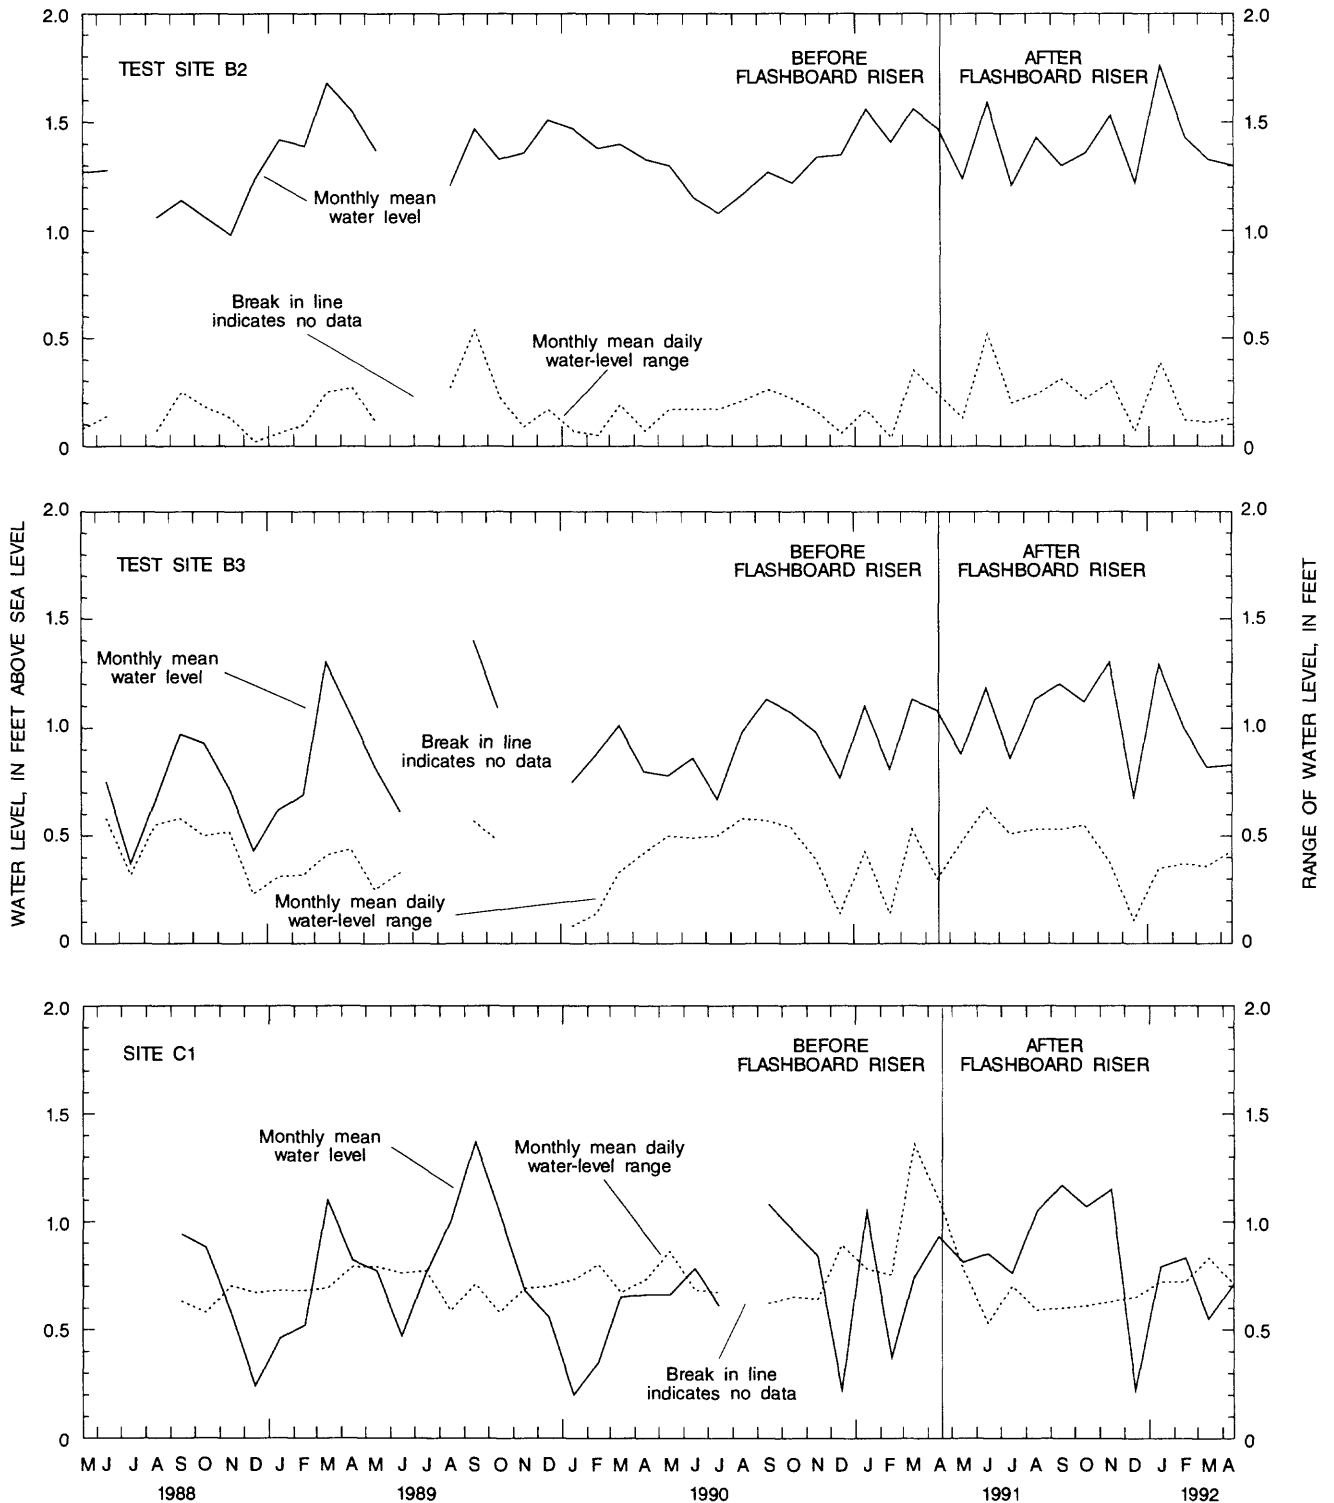 2.0
2.0
TEST SITE B2
BEFORE
FLASHBOARD RISER
AFTER
FLASHBOARD RISER
1.5
1.5
Monthly mean
water level
1.0
1.0
Break in line
indicates no data
Monthly mean daily
water-level range
0.5
0.5
0
0
WATER LEVEL, IN FEET ABOVE SEA LEVEL
RANGE OF WATER LEVEL, IN FEET
2.0
2.0
TEST SITE B3
BEFORE
FLASHBOARD RISER
AFTER
FLASHBOARD RISER
1.5
1.5
Monthly mean
water level
1.0
1.0
Break in line
indicates no data
0.5
0.5
Monthly mean daily
water-level range
0
0
2.0
2.0
SITE C1
BEFORE
FLASHBOARD RISER
AFTER
FLASHBOARD RISER
1.5
1.5
Monthly mean
water level
Monthly mean daily
water-level range
1.0
1.0
0.5
0.5
Break in line
indicates no data
0
0
M J J A S O N D J F M A M J J A S O N D J F M A M J J A S O N D J F M A M J J A S O N D J F M A
1988 1989 1990 1991 1992